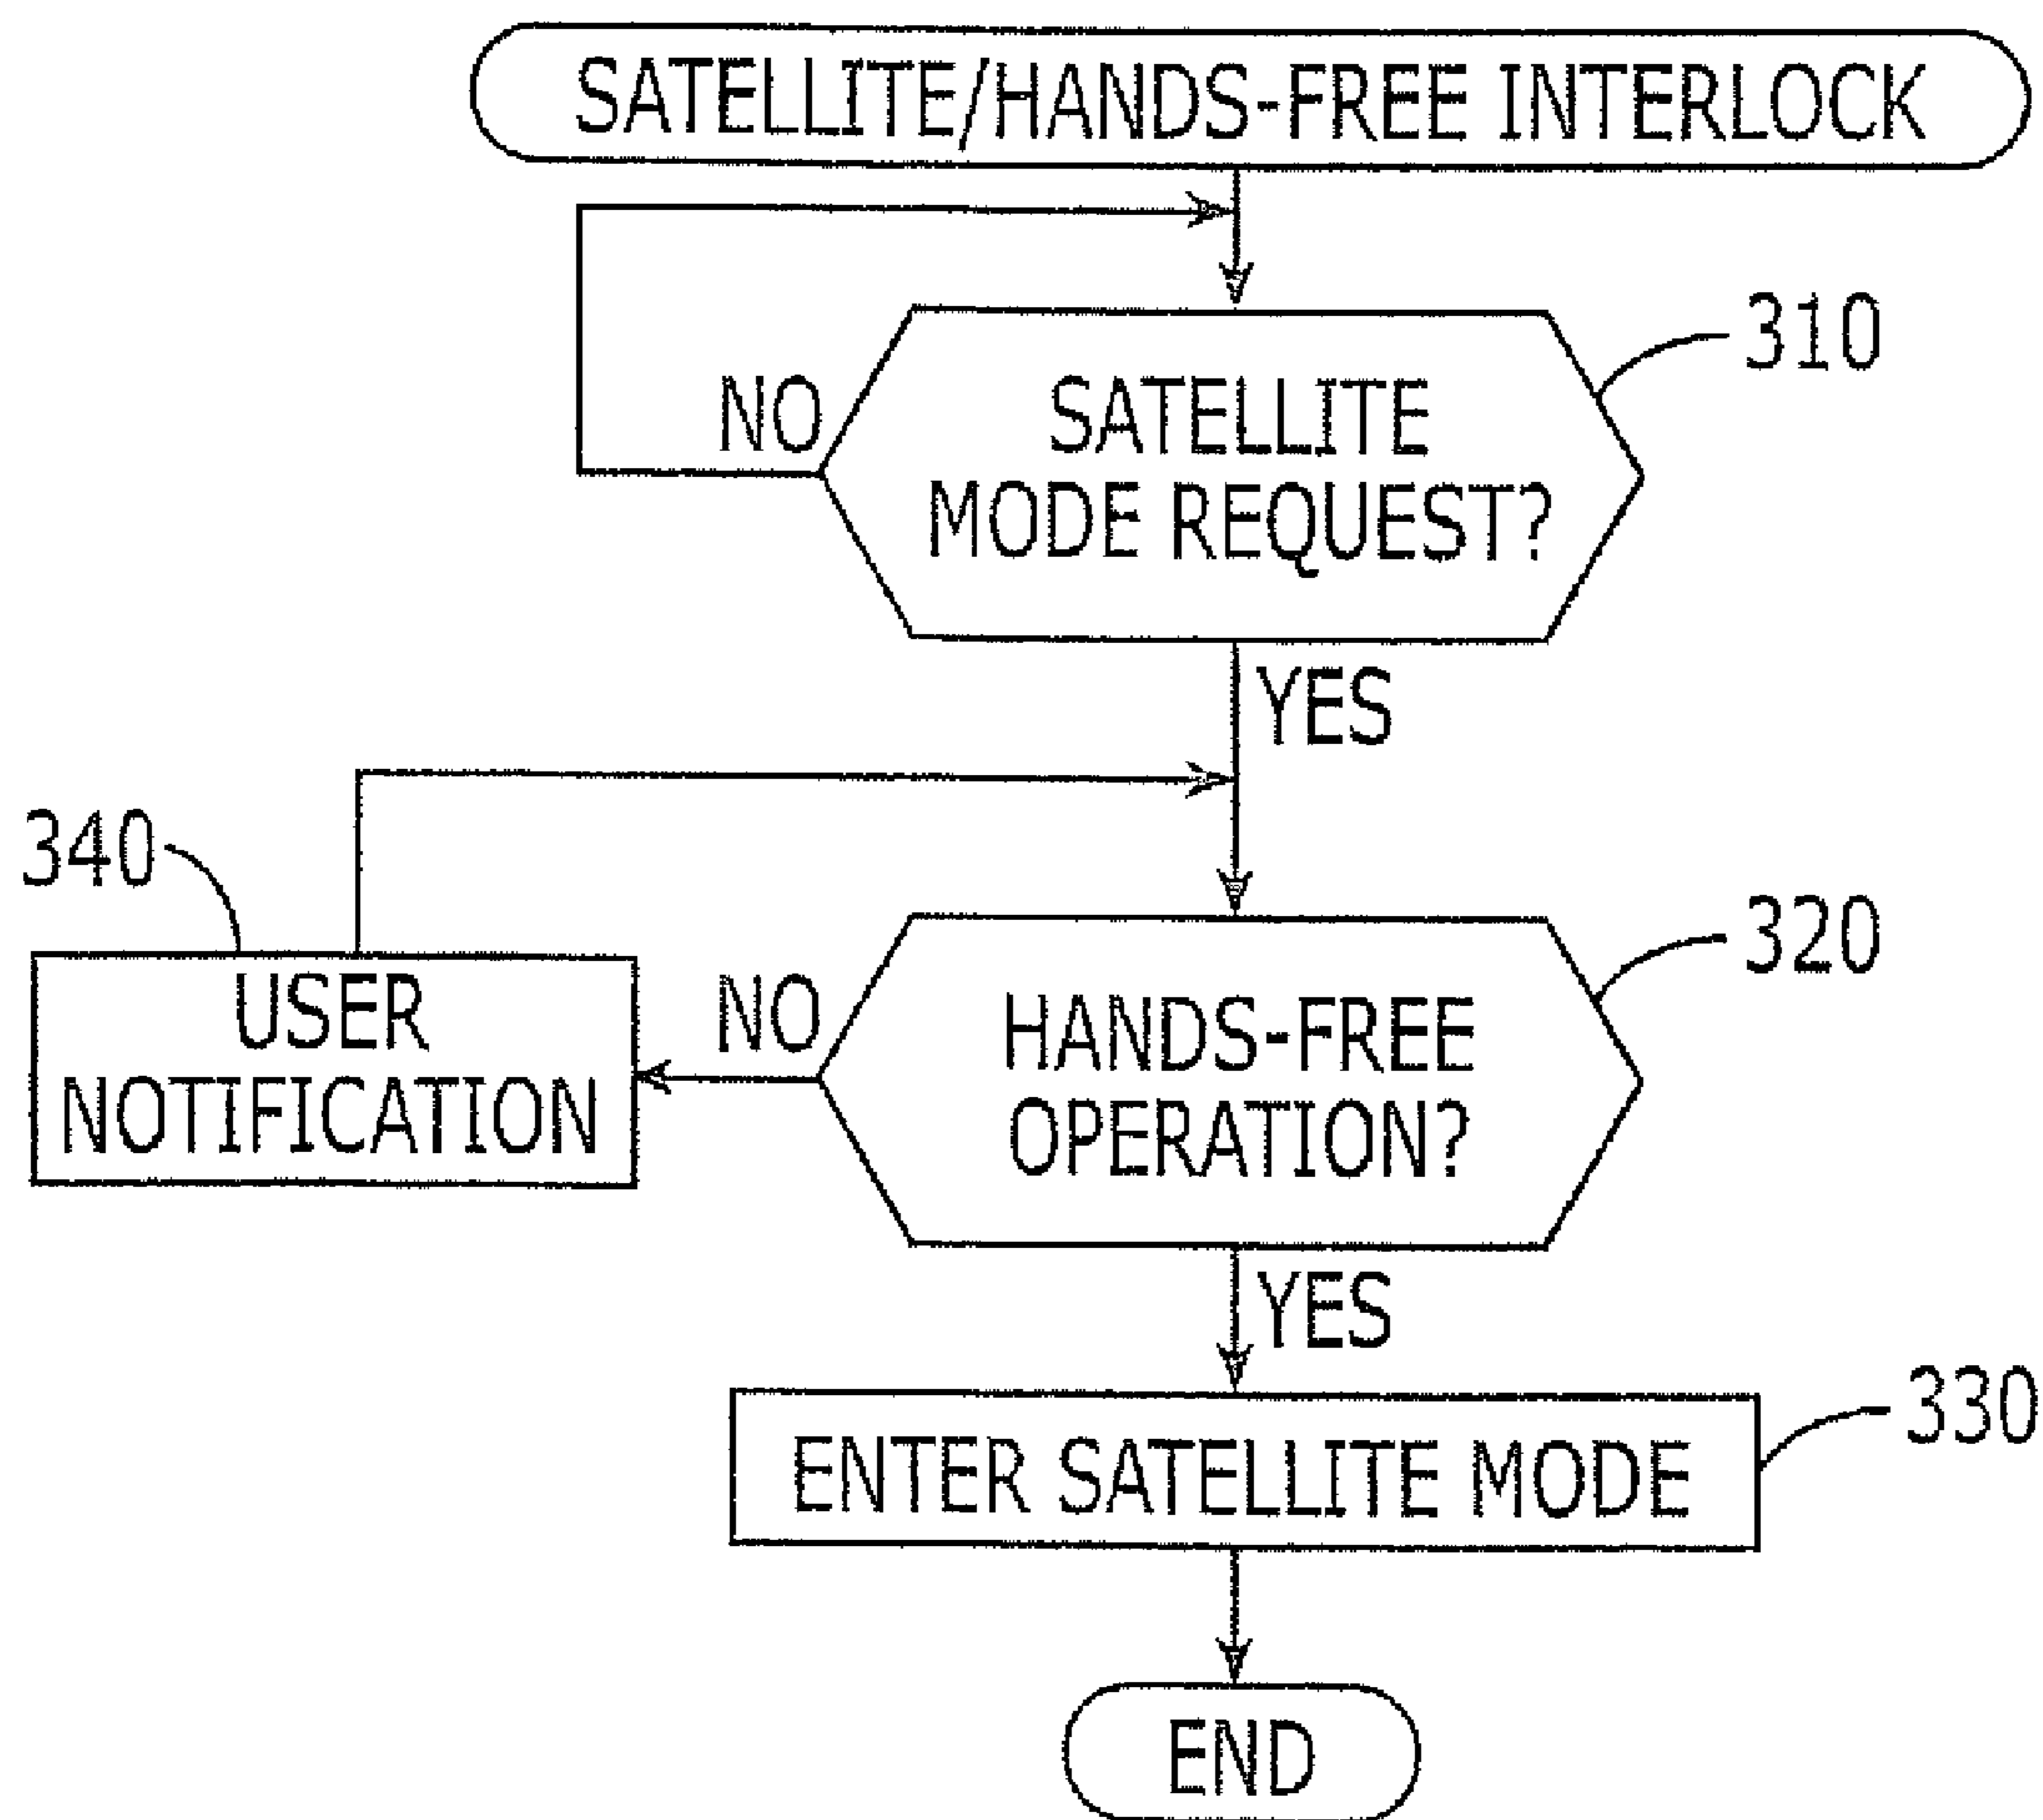 SATELLITE/HANDS-FREE INTERLOCK
310
NO
SATELLITE
MODE REQUEST?
YES
340
USER
NOTIFICATION
NO
320
HANDS-FREE
OPERATION?
YES
330
ENTER SATELLITE MODE
END